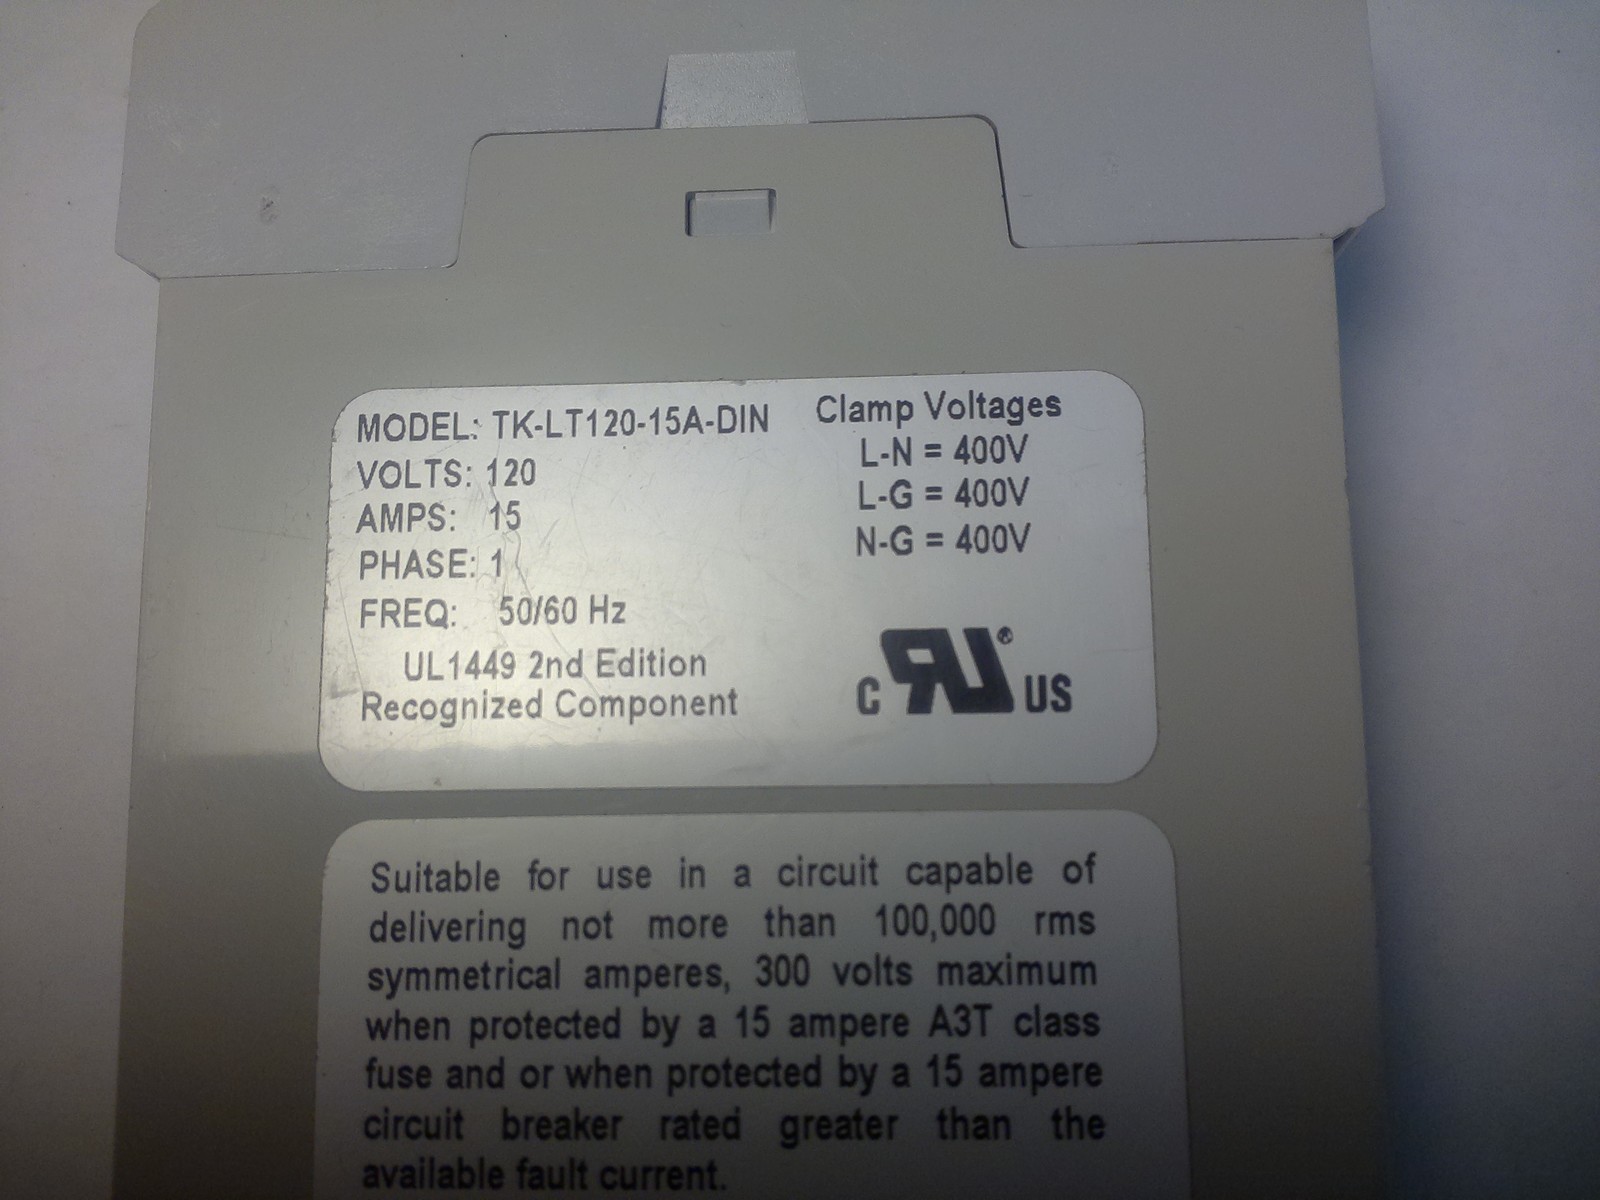 MODEL: TK-LT120-15A-DIN
VOLTS: 120
AMPS: 15
PHASE: 1
FREQ: 50/60 Hz
UL1449 2nd Edition
Recognized Component
Clamp Voltages
L-N = 400V
L-G = 400V
N-G = 400V
C RU® US
Suitable for use in a circuit capable of
delivering not more than 100,000 rms
symmetrical amperes, 300 volts maximum
when protected by a 15 ampere A3T class
fuse and or when protected by a 15 ampere
circuit breaker rated greater than the
available fault current.